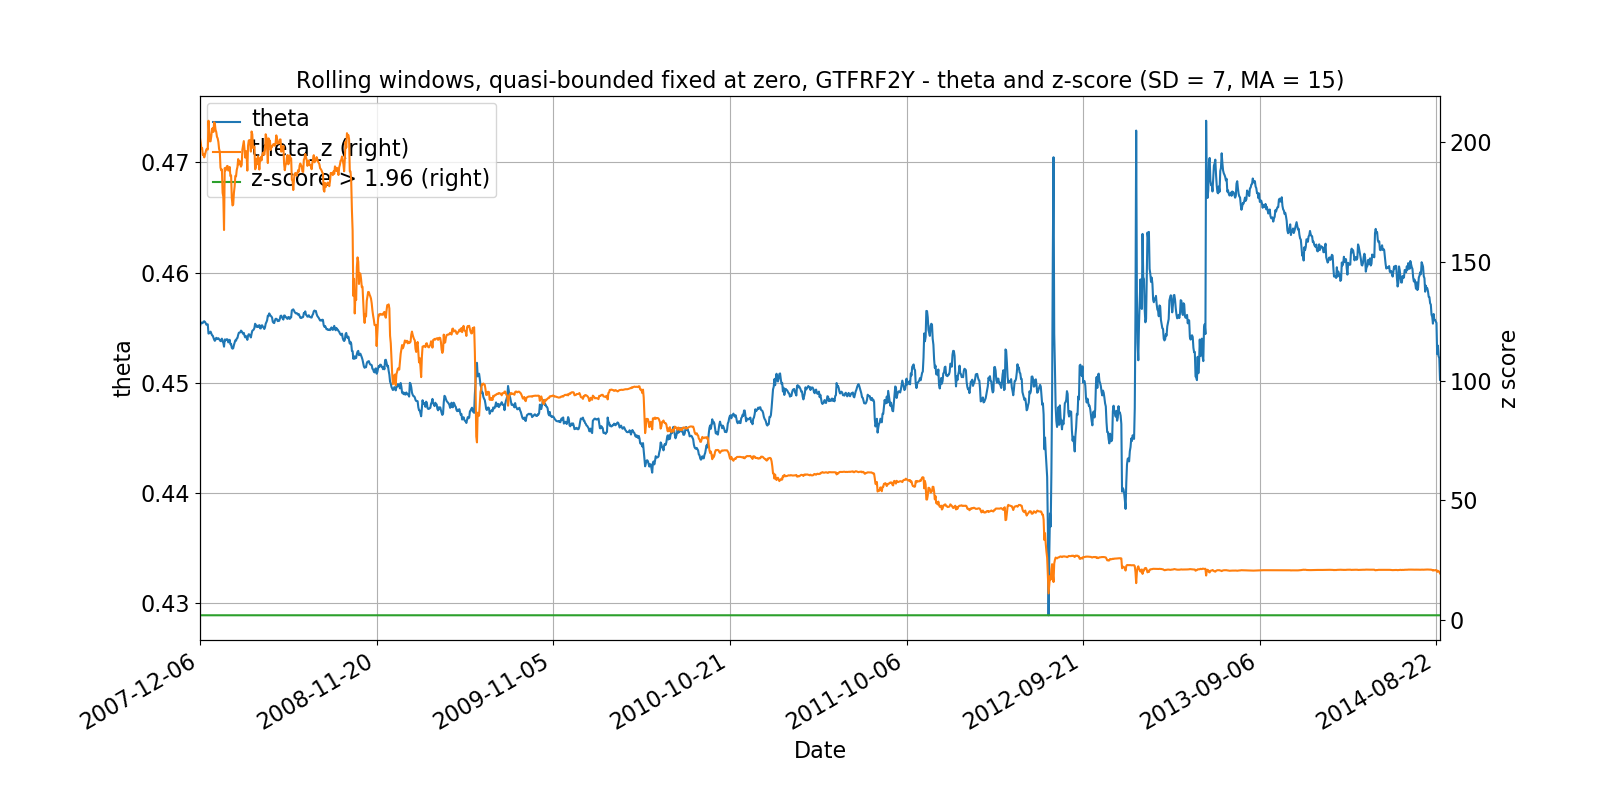 Rolling windows, quasi-bounded fixed at zero, GTFRF2Y - theta and z-score (SD = 7, MA = 15)
theta
theta_z (right)
z-score > 1.96 (right)
0.47
0.46
0.45
0.44
0.43
theta
200
150
100
50
0
z score
2007-12-06
2008-11-20
2009-11-05
2010-10-21
2011-10-06
2012-09-21
2013-09-06
2014-08-22
Date